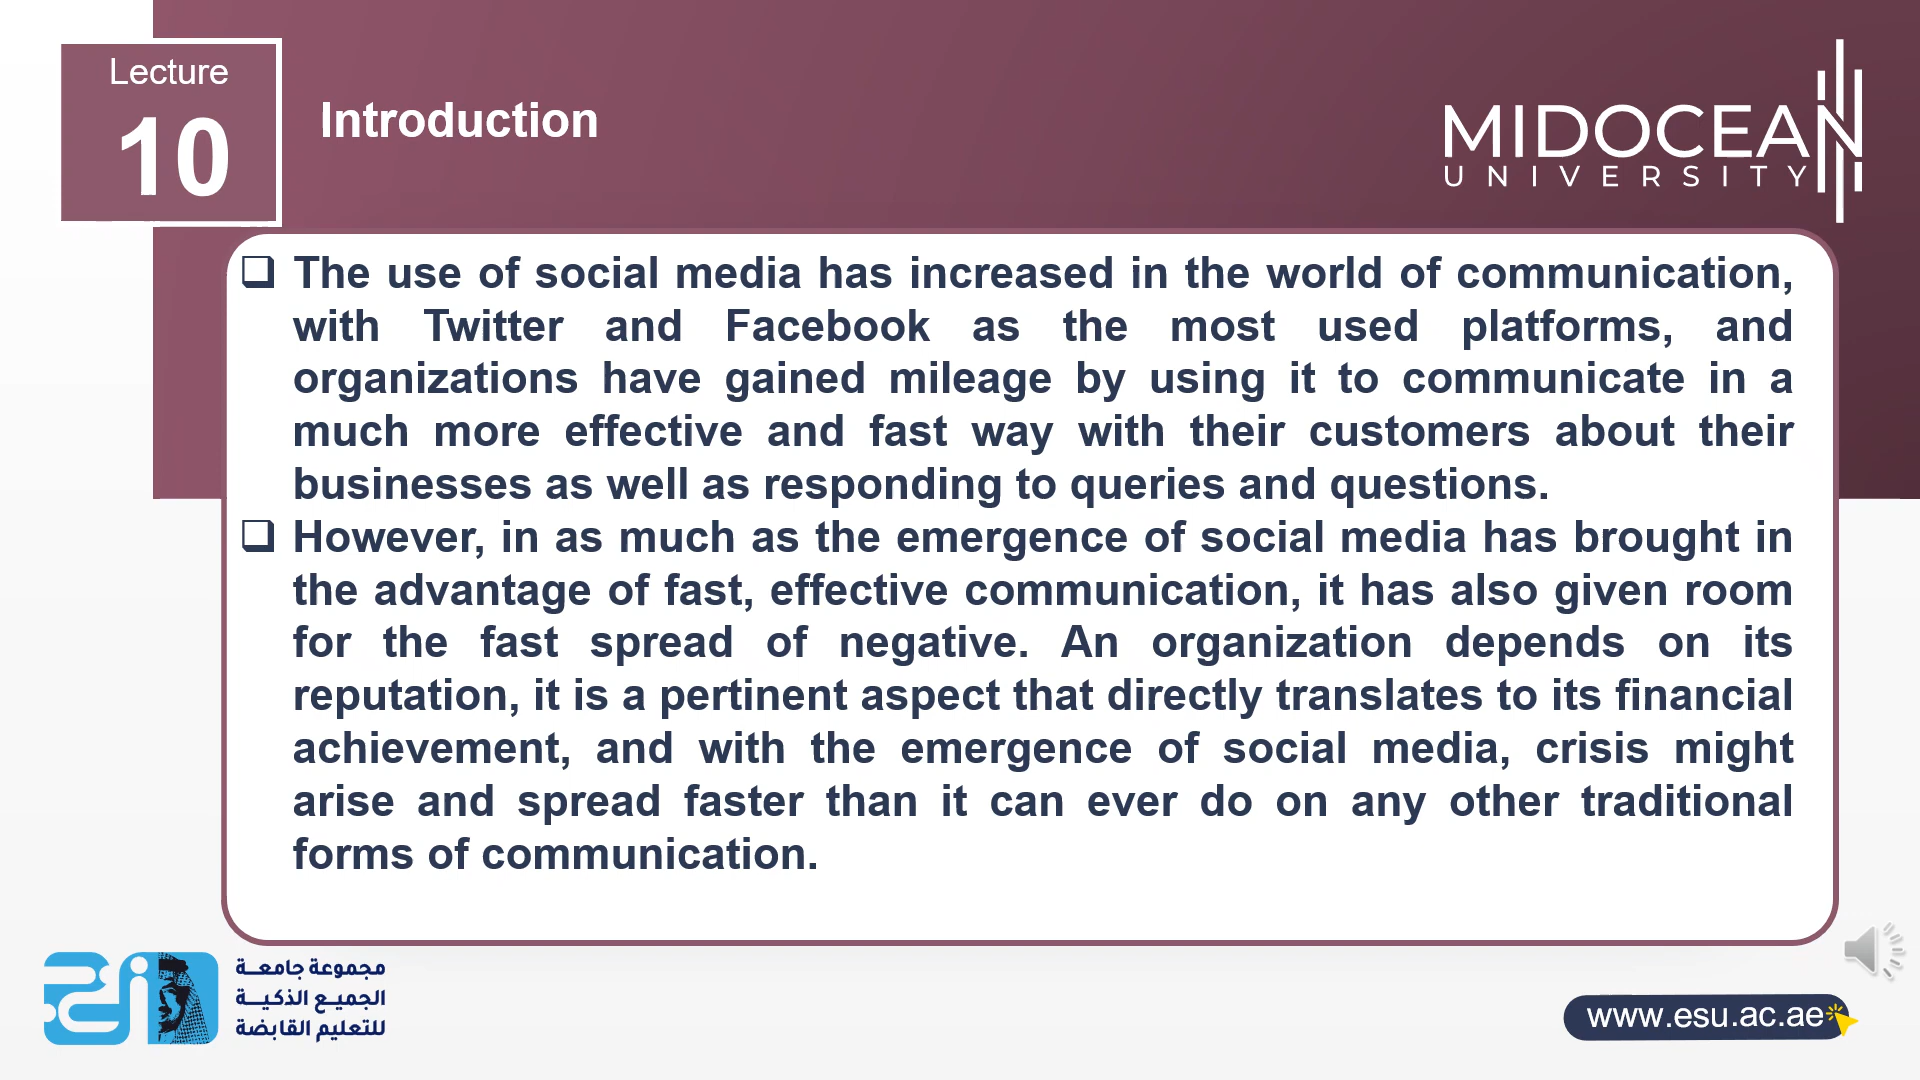 Lecture
10
Introduction
MIDOCEAN
UNIVERSITY
The use of social media has increased in the world of communication,
with Twitter and Facebook as the most used platforms, and
organizations have gained mileage by using it to communicate in a
much more effective and fast way with their customers about their
businesses as well as responding to queries and questions.
However, in as much as the emergence of social media has brought in
the advantage of fast, effective communication, it has also given room
for the fast spread of negative. An organization depends on its
reputation, it is a pertinent aspect that directly translates to its financial
achievement, and with the emergence of social media, crisis might
arise and spread faster than it can ever do on any other traditional
forms of communication.
مجموعة جامعـــة
الجميـع الذكيـــة
للتعليم القابضة
www.esu.ac.ae